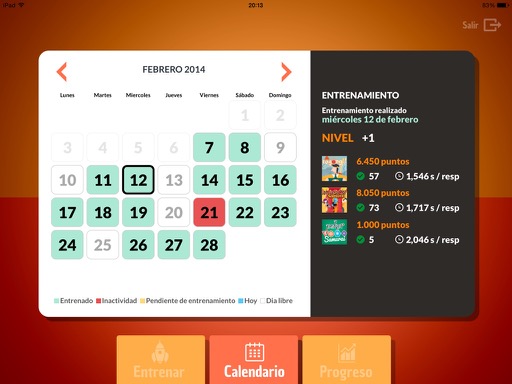 iPad
20:13
83%
Salir
FEBRERO 2014
Lunes Martes Miercoles Jueves Viernes Sábado Domingo
1 2
3 4 5 6 7 8 9
10 11 12 13 14 15 16
17 18 19 20 21 22 23
24 25 26 27 28
Entrenado Inactividad Pendiente de entrenamiento Hoy Dia libre
ENTRENAMIENTO
Entrenamiento realizado
miércoles 12 de febrero
NIVEL +1
6.450 puntos
57 1,546 s / resp
8.050 puntos
73 1,717 s / resp
1.000 puntos
5 2,046 s / resp
Samurai
Entrenar
Calendario
Progreso